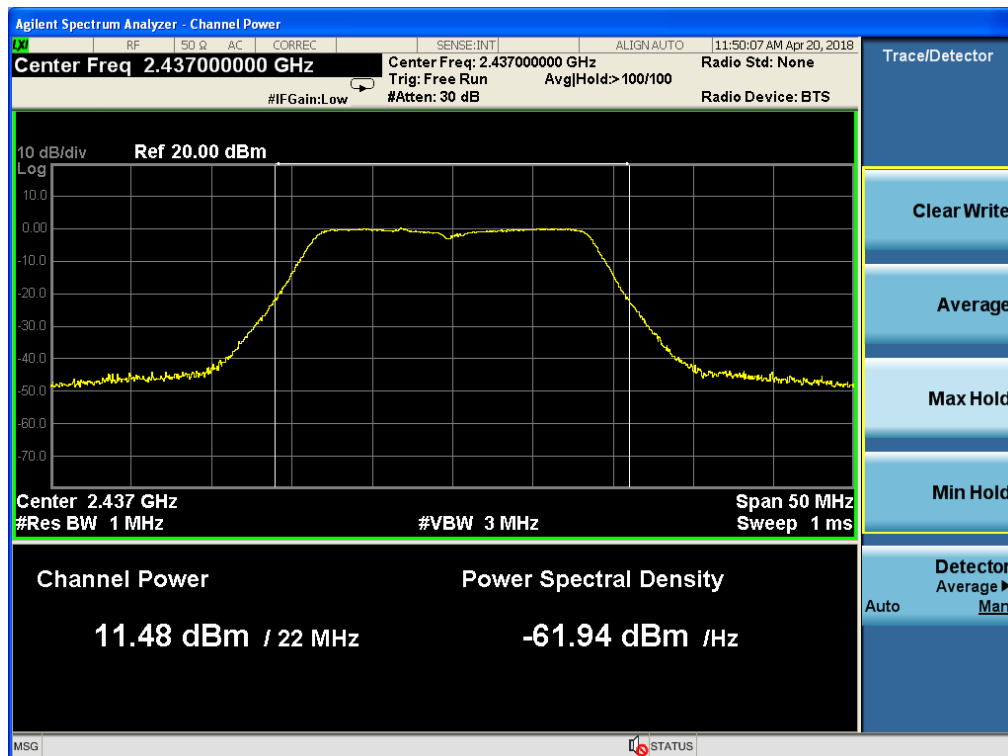 Agilent Spectrum Analyzer - Channel Power
LXI RF 50 Ω AC CORREC SENSE:INT ALIGN AUTO 11:50:07 AM Apr 20, 2018
Center Freq 2.437000000 GHz
Center Freq: 2.437000000 GHz
Radio Std: None
Trig: Free Run Avg|Hold:> 100/100
#IFGain:Low
#Atten: 30 dB
Radio Device: BTS
10 dB/div Ref 20.00 dBm
Log
10.0
0.00
-10.0
-20.0
-30.0
-40.0
-50.0
-60.0
-70.0
Center 2.437 GHz Span 50 MHz
#Res BW 1 MHz #VBW 3 MHz Sweep 1 ms
Channel Power Power Spectral Density
11.48 dBm / 22 MHz -61.94 dBm /Hz
MSG STATUS
Trace/Detector
Clear Write
Average
Max Hold
Min Hold
Detector
Average
Auto Man